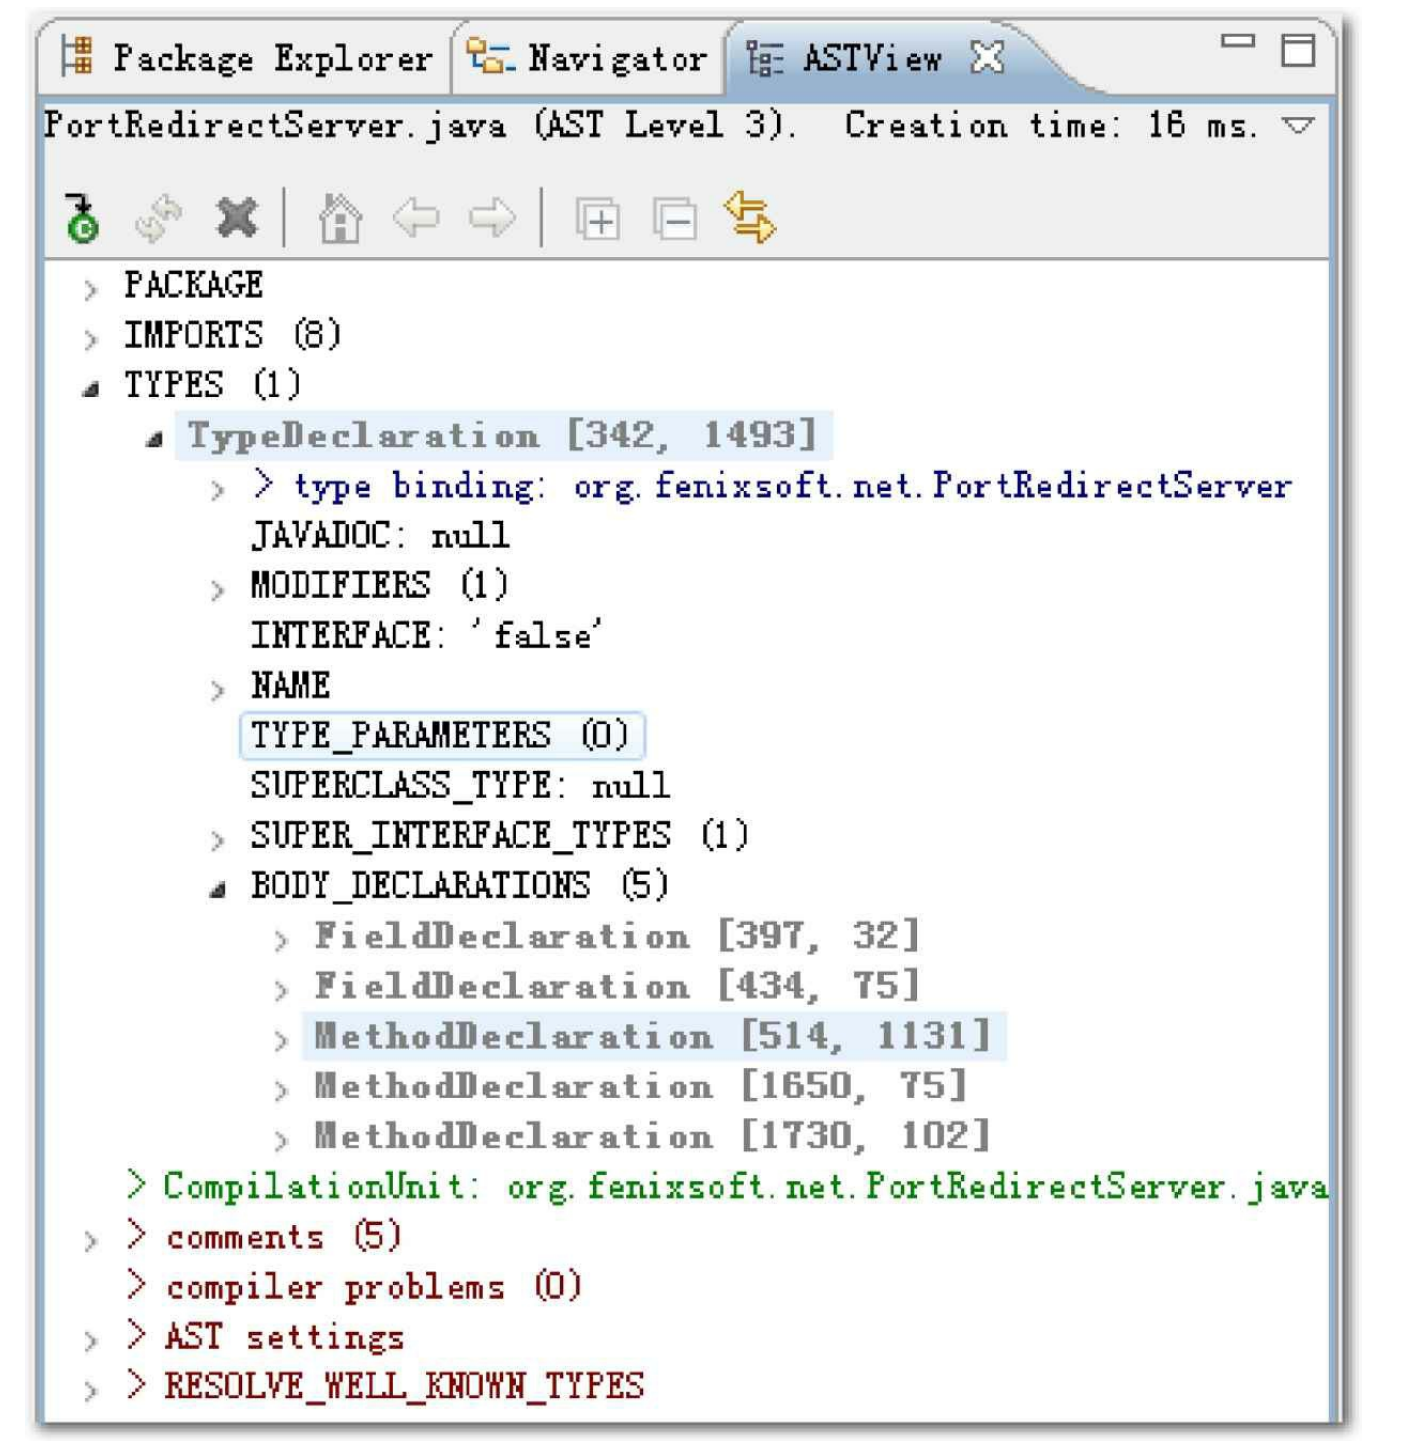 Package Explorer Navigator ASTView
PortRedirectServer.java (AST Level 3). Creation time: 16 ms.
PACKAGE
IMPORTS (8)
TYPES (1)
TypeDeclaration [342, 1493]
> type binding: org.fenixsoft.net.PortRedirectServer
JAVADOC: null
MODIFIERS (1)
INTERFACE: 'false'
NAME
TYPE_PARAMETERS (0)
SUPERCLASS_TYPE: null
SUPER_INTERFACE_TYPES (1)
BODY_DECLARATIONS (5)
FieldDeclaration [397, 32]
FieldDeclaration [434, 75]
MethodDeclaration [514, 1131]
MethodDeclaration [1650, 75]
MethodDeclaration [1730, 102]
> CompilationUnit: org.fenixsoft.net.PortRedirectServer.java
> comments (5)
> compiler problems (0)
> AST settings
> RESOLVE_WELL_KNOWN_TYPES